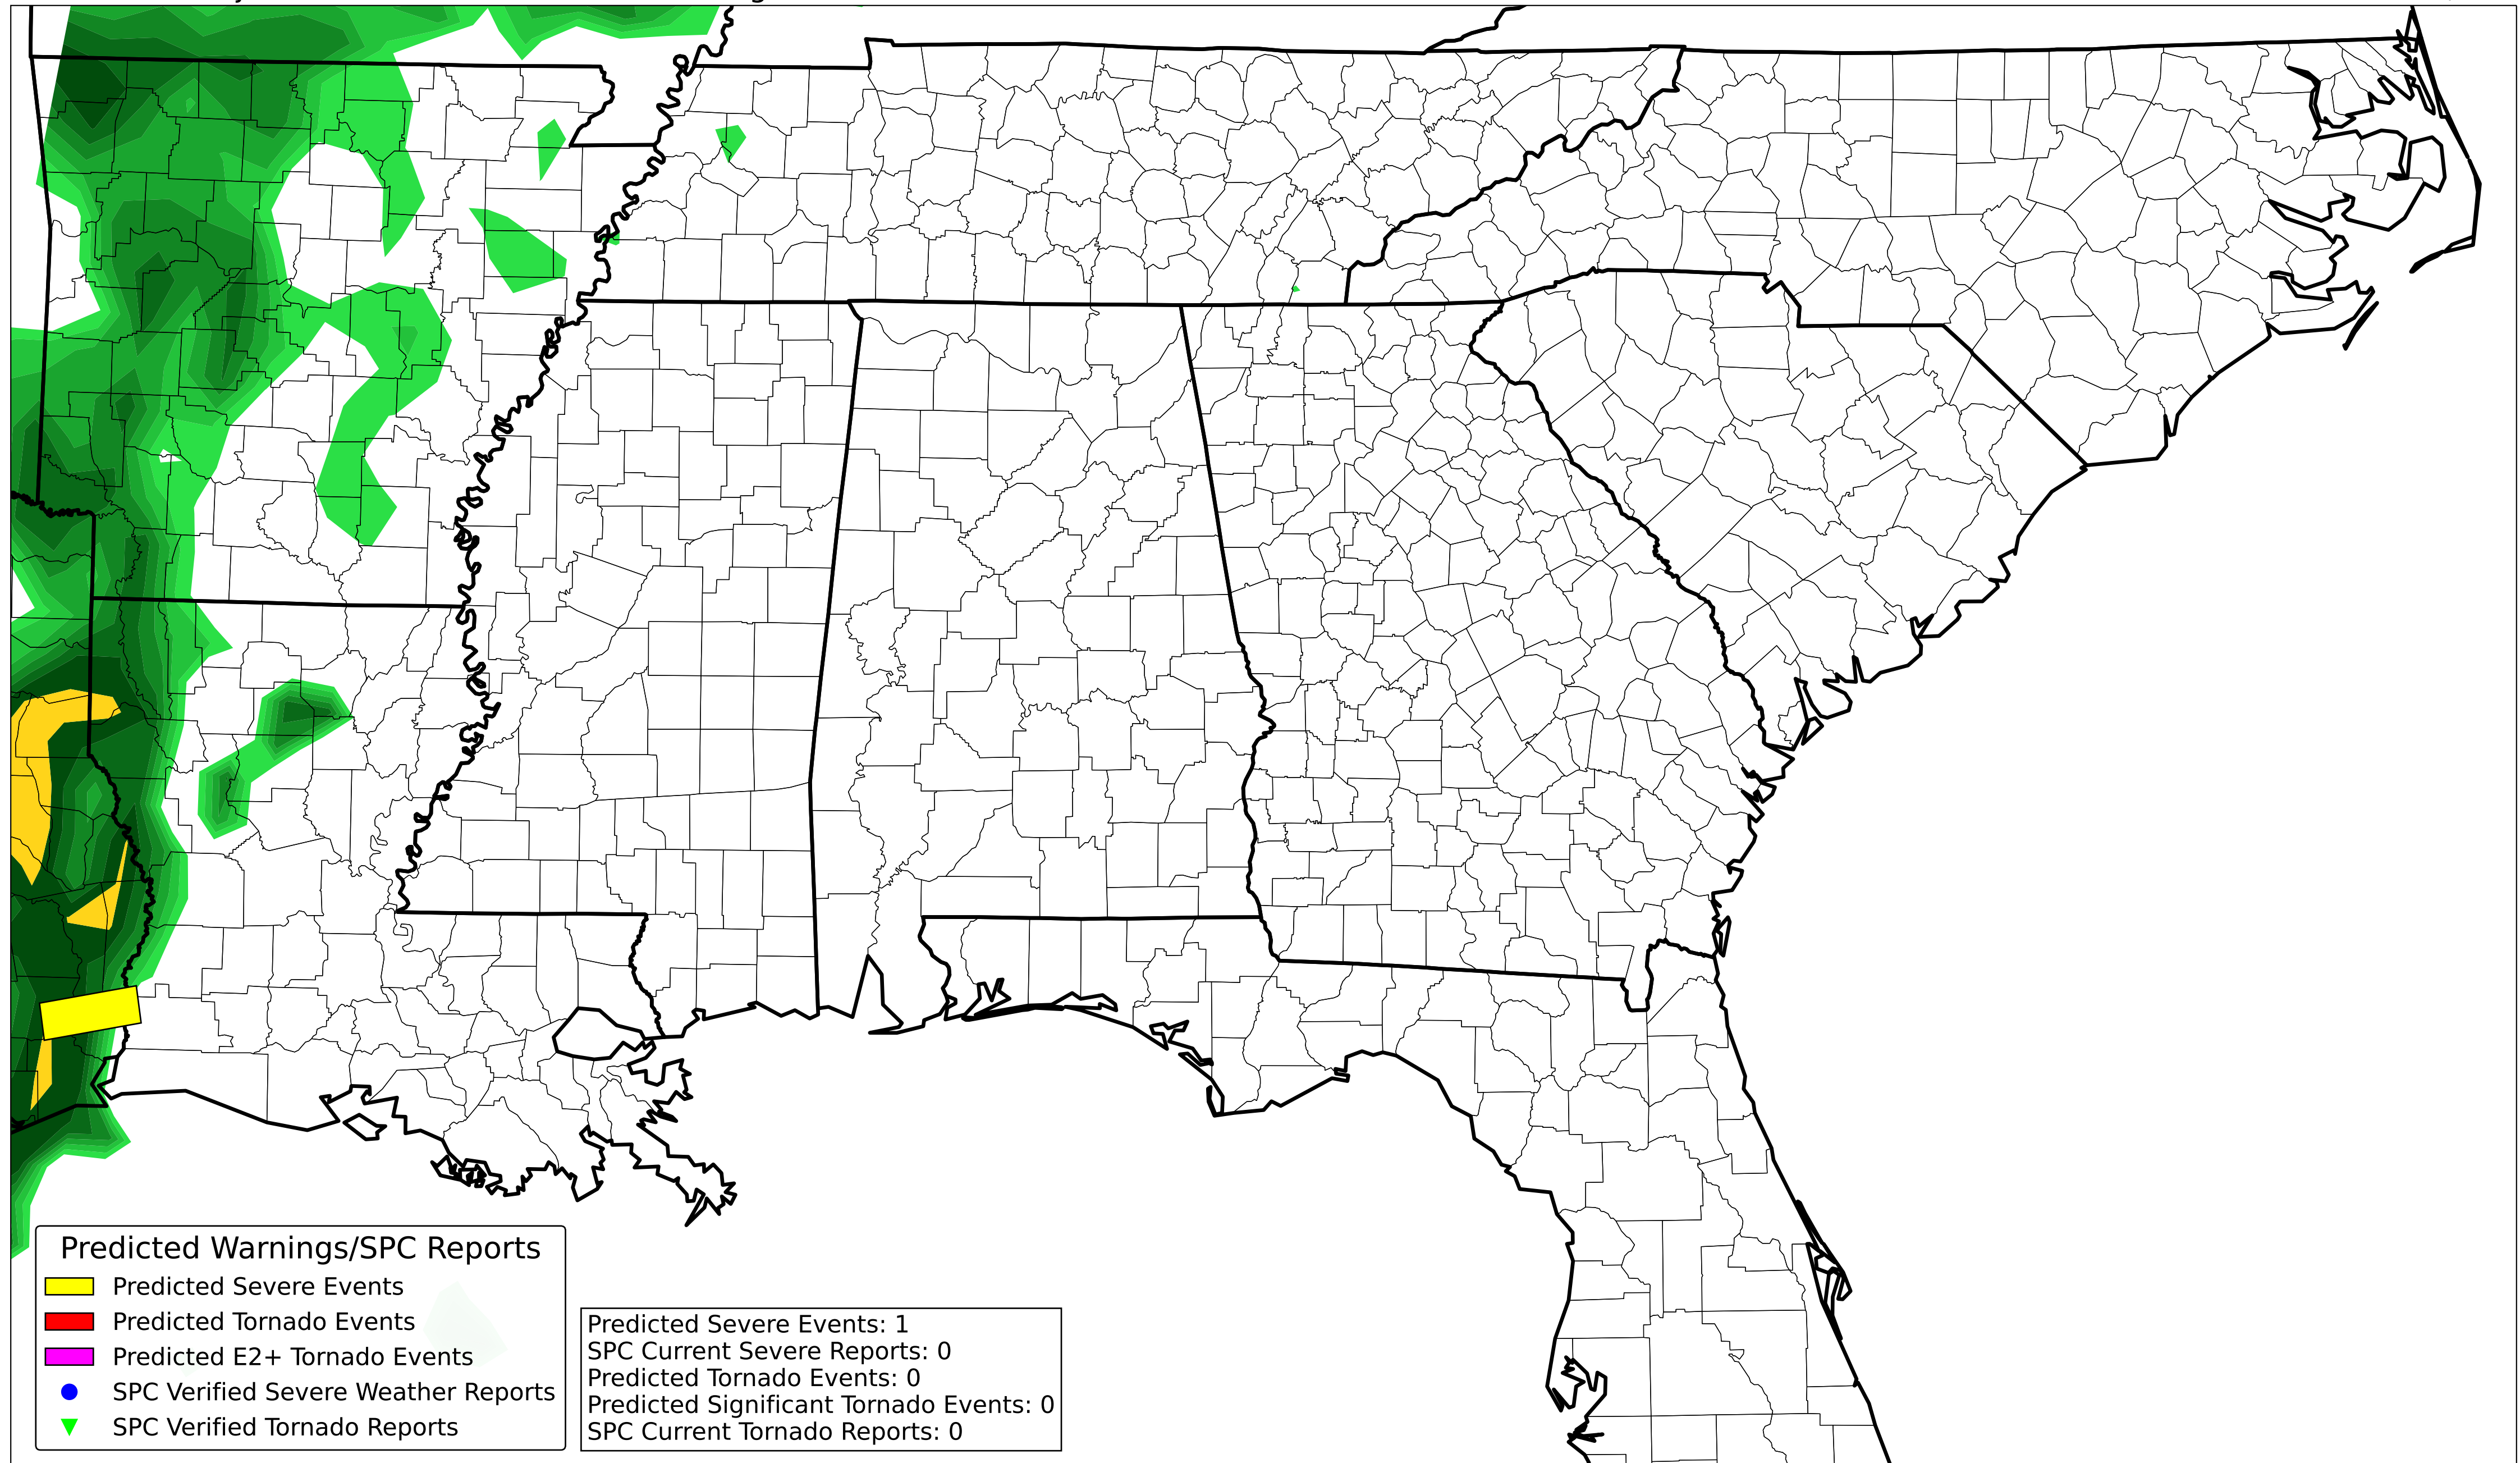 Predicted Warnings/SPC Reports
Predicted Severe Events
Predicted Tornado Events
Predicted E2+ Tornado Events
SPC Verified Severe Weather Reports
SPC Verified Tornado Reports
Predicted Severe Events: 1
SPC Current Severe Reports: 0
Predicted Tornado Events: 0
Predicted Significant Tornado Events: 0
SPC Current Tornado Reports: 0